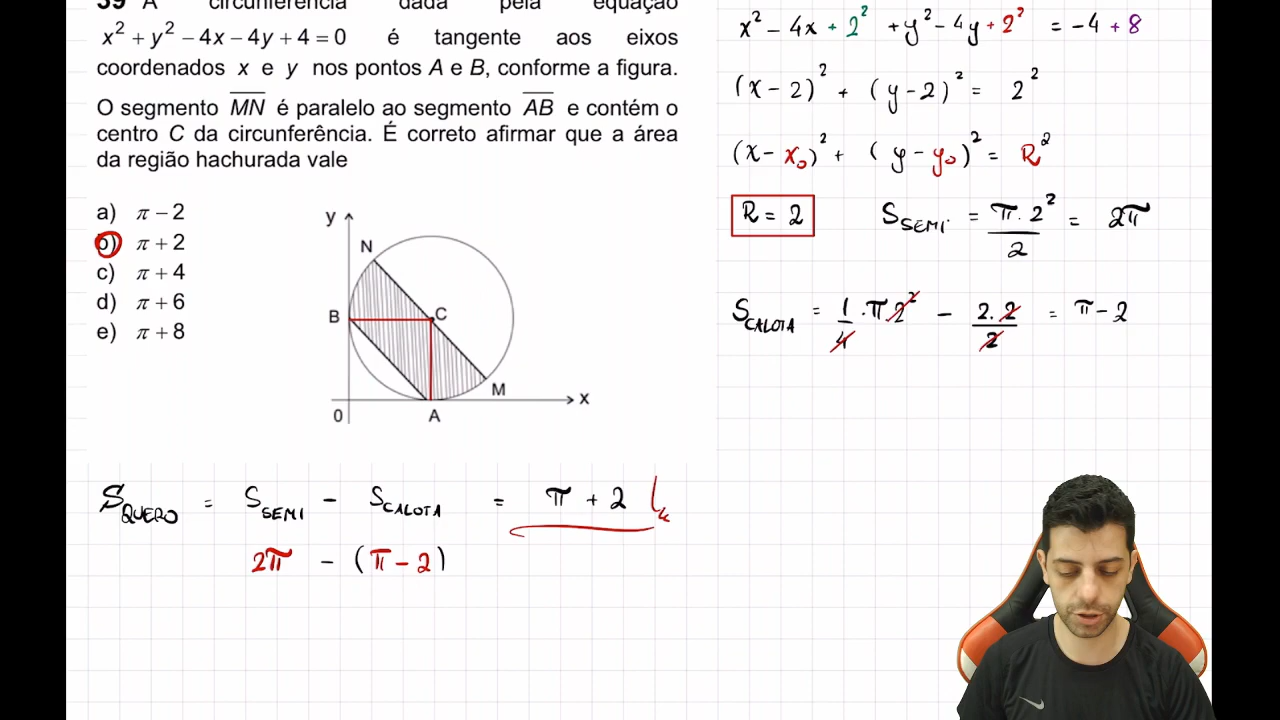 39 A circunferência dada pela equação
x² + y² − 4x − 4y + 4 = 0 é tangente aos eixos
coordenados x e y nos pontos A e B, conforme a figura.
O segmento M̅N̅ é paralelo ao segmento A̅B̅ e contém o
centro C da circunferência. É correto afirmar que a área
da região hachurada vale
a) π − 2
b) π + 2
c) π + 4
d) π + 6
e) π + 8
y
N
B
C
M
0
A
x
x² − 4x + 2² + y² − 4y + 2² = −4 + 8
(x − 2)² + (y − 2)² = 2²
(x − x₀)² + (y − y₀)² = R²
R = 2
S_SEMI = π . 2² / 2 = 2π
S_CALOTA = 1/4 . π 2² − 2. 2 / 2 = π − 2
S_QUERO = S_SEMI − S_CALOTA = π + 2
2π − (π − 2)